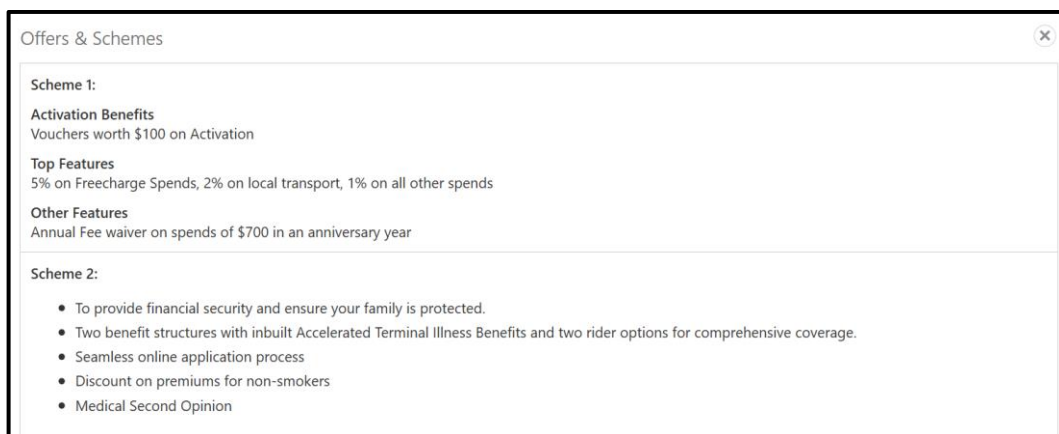 Offers & Schemes
Scheme 1:
Activation Benefits
Vouchers worth $100 on Activation
Top Features
5% on Freecharge Spends, 2% on local transport, 1% on all other spends
Other Features
Annual Fee waiver on spends of $700 in an anniversary year
Scheme 2:
• To provide financial security and ensure your family is protected.
• Two benefit structures with inbuilt Accelerated Terminal Illness Benefits and two rider options for comprehensive coverage.
• Seamless online application process
• Discount on premiums for non-smokers
• Medical Second Opinion